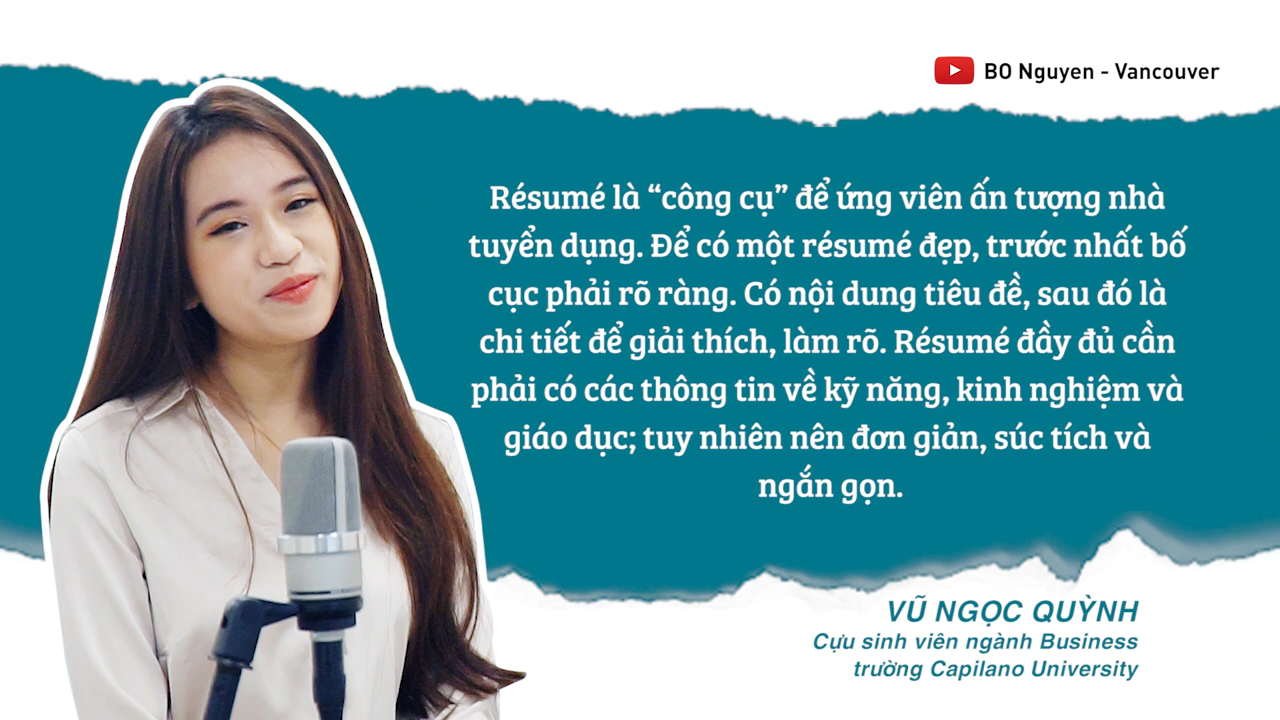 BO Nguyen - Vancouver
Résumé là “công cụ” để ứng viên ấn tượng nhà
tuyển dụng. Để có một résumé đẹp, trước nhất bố
cục phải rõ ràng. Có nội dung tiêu đề, sau đó là
chi tiết để giải thích, làm rõ. Résumé đầy đủ cần
phải có các thông tin về kỹ năng, kinh nghiệm và
giáo dục; tuy nhiên nên đơn giản, súc tích và
ngắn gọn.
VŨ NGỌC QUỲNH
Cựu sinh viên ngành Business
trường Capilano University